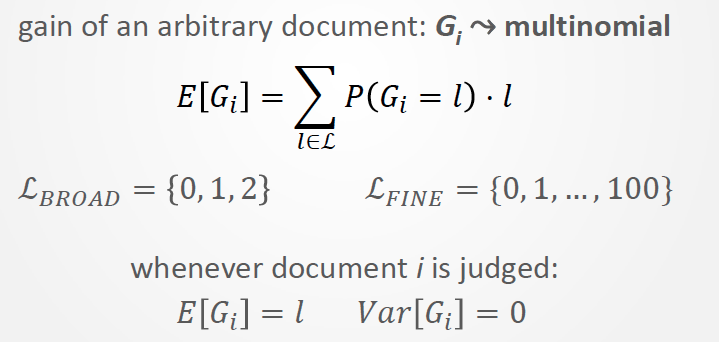 gain of an arbitrary document: G_i ⤳ multinomial
E[G_i] = ∑_{l∈ℒ} P(G_i = l) · l
ℒ_BROAD = {0, 1, 2}  ℒ_FINE = {0, 1, … , 100}
whenever document i is judged:
E[G_i] = l  Var[G_i] = 0